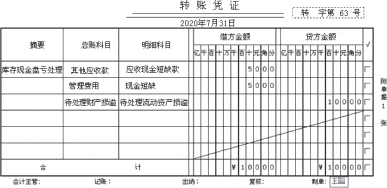 转账凭证
转 字第 63 号
2020年7月31日
摘要 总账科目 明细科目 借方金额 贷方金额 √
亿千百十万千百十元角分 亿千百十万千百十元角分
库存现金盘亏处理 其他应收款 应收现金短缺款 5000
管理费用 现金短缺 5000
待处理财产损溢 待处理流动资产损溢 10000
合 计 ¥10000 ¥10000
附单据1 张
会计主管: 记账: 出纳: 复核: 制单: